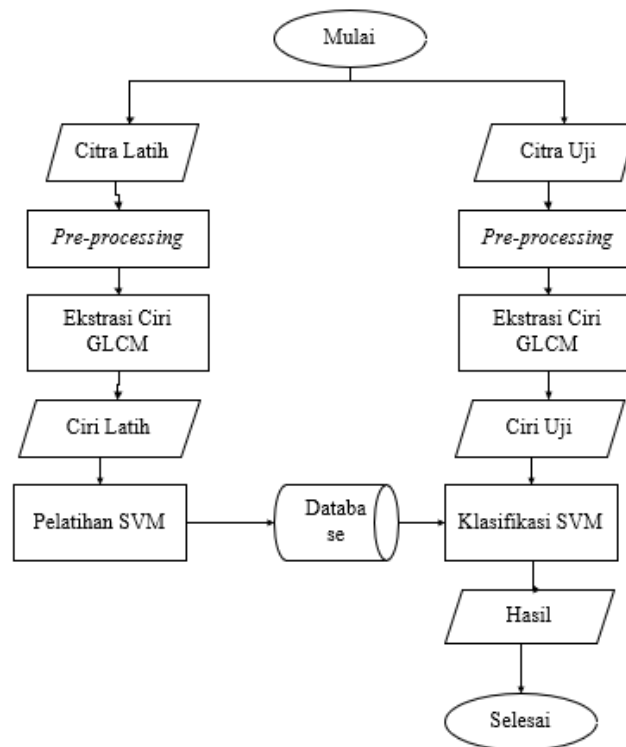 Mulai
Citra Latih
Citra Uji
Pre-processing
Pre-processing
Ekstrasi Ciri
GLCM
Ekstrasi Ciri
GLCM
Ciri Latih
Ciri Uji
Pelatihan SVM
Databa
se
Klasifikasi SVM
Hasil
Selesai